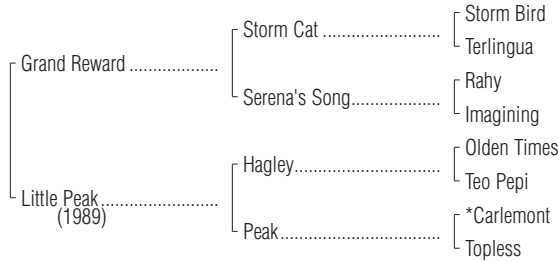 Storm Bird
Storm Cat ....................
Terlingua
Grand Reward ...............
Rahy
Serena's Song...............
Imagining
Olden Times
Hagley.........................
Teo Pepi
Little Peak....................
(1989)
*Carlemont
Peak............................
Topless